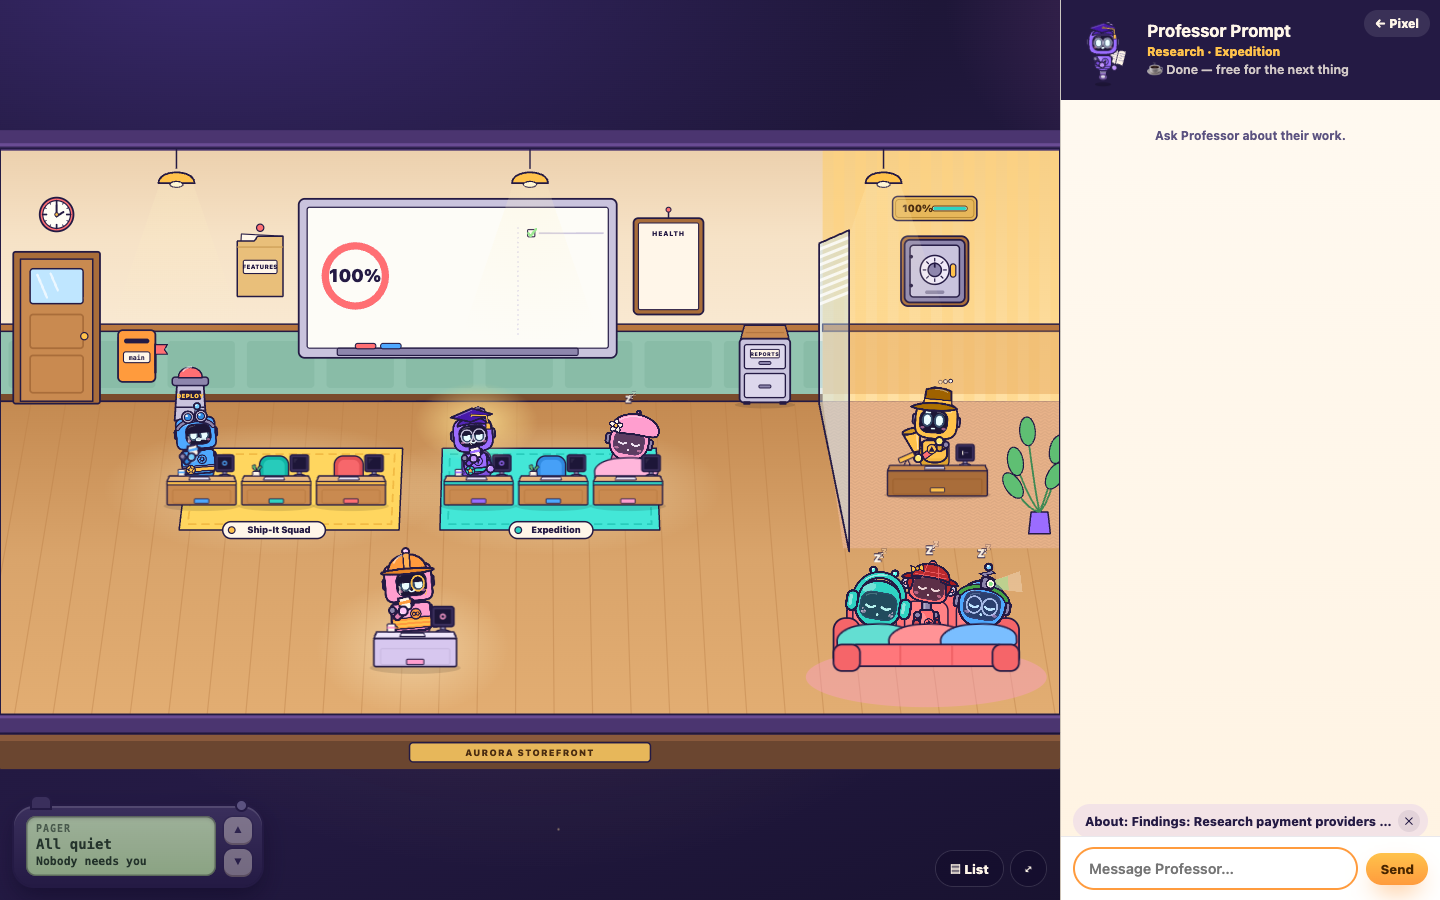 Professor Prompt
← Pixel
Research · Expedition
Done — free for the next thing
Ask Professor about their work.
100%
HEALTH
FEATURES
100%
main
REPORTS
DEPLOY
Ship-It Squad
Expedition
AURORA STOREFRONT
PAGER
All quiet
Nobody needs you
▲
▼
List
About: Findings: Research payment providers ...
Message Professor...
Send